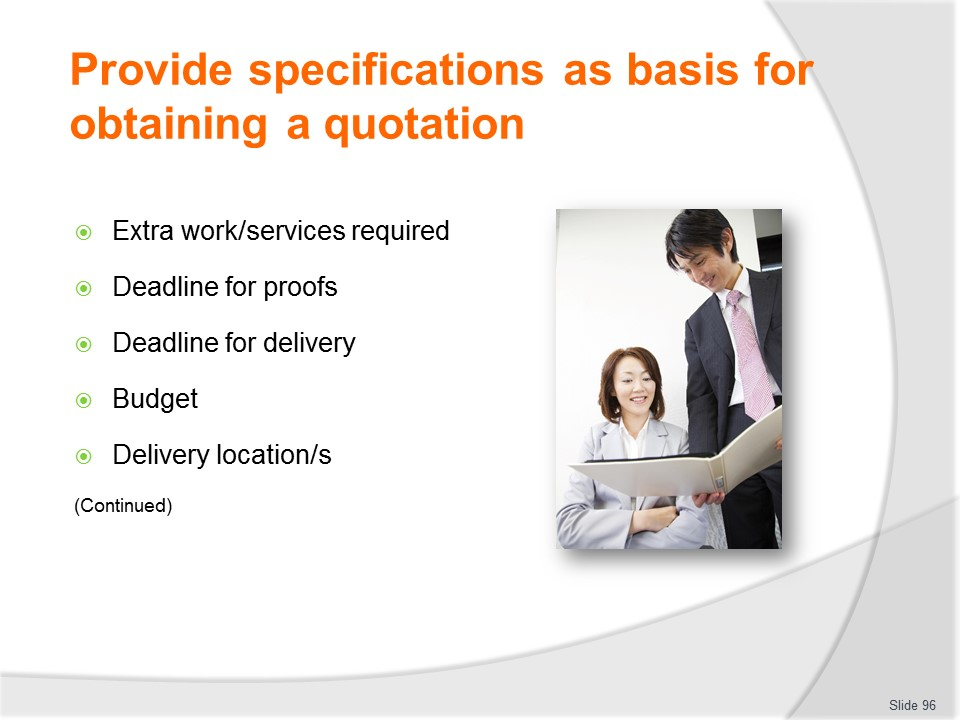 Provide specifications as basis for
obtaining a quotation
Extra work/services required
Deadline for proofs
Deadline for delivery
Budget
Delivery location/s
(Continued)
Slide 96